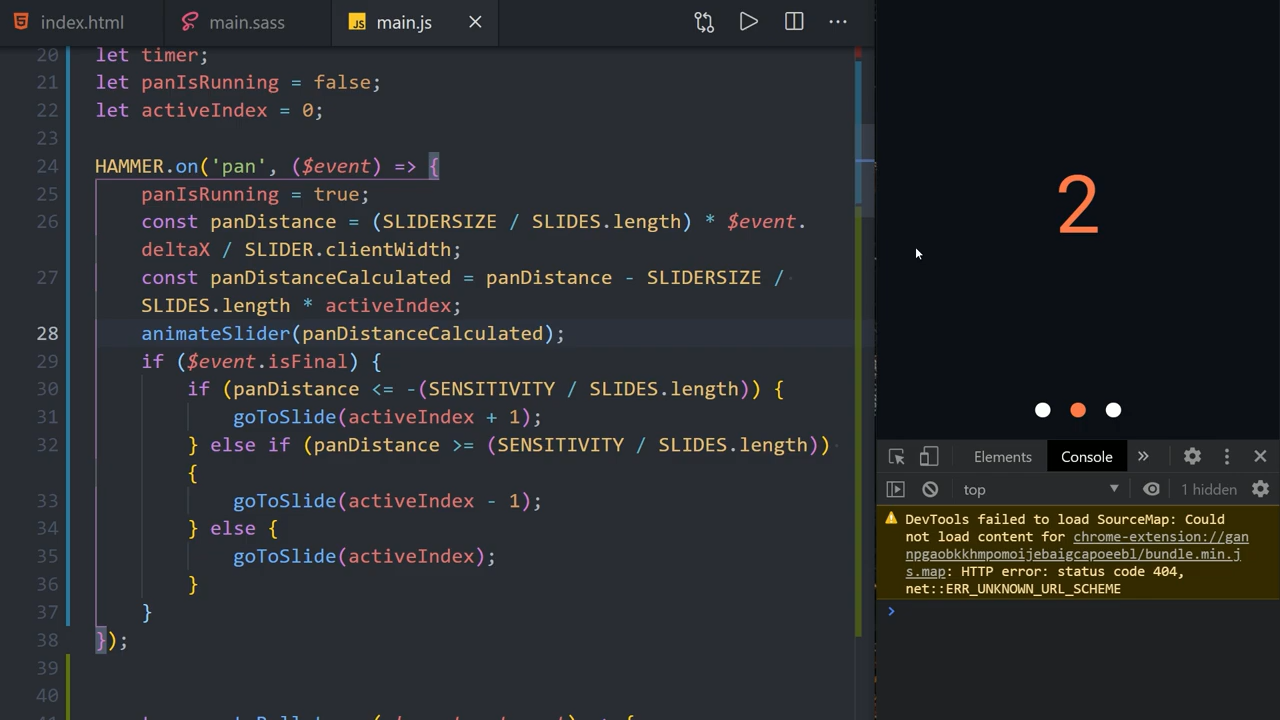 index.html
main.sass
JS main.js
20 let timer;
21 let panIsRunning = false;
22 let activeIndex = 0;
23
24 HAMMER.on('pan', ($event) => {
25 panIsRunning = true;
26 const panDistance = (SLIDERSIZE / SLIDES.length) * $event.
deltaX / SLIDER.clientWidth;
27 const panDistanceCalculated = panDistance - SLIDERSIZE /
SLIDES.length * activeIndex;
28 animateSlider(panDistanceCalculated);
29 if ($event.isFinal) {
30 if (panDistance <= -(SENSITIVITY / SLIDES.length)) {
31 goToSlide(activeIndex + 1);
32 } else if (panDistance >= (SENSITIVITY / SLIDES.length))
{
33 goToSlide(activeIndex - 1);
34 } else {
35 goToSlide(activeIndex);
36 }
37 }
38 });
39
40
2
Elements
Console
top
1 hidden
DevTools failed to load SourceMap: Could
not load content for chrome-extension://gan
npgaobkkhmpomoijebaigcapoeebl/bundle.min.j
s.map: HTTP error: status code 404,
net::ERR_UNKNOWN_URL_SCHEME